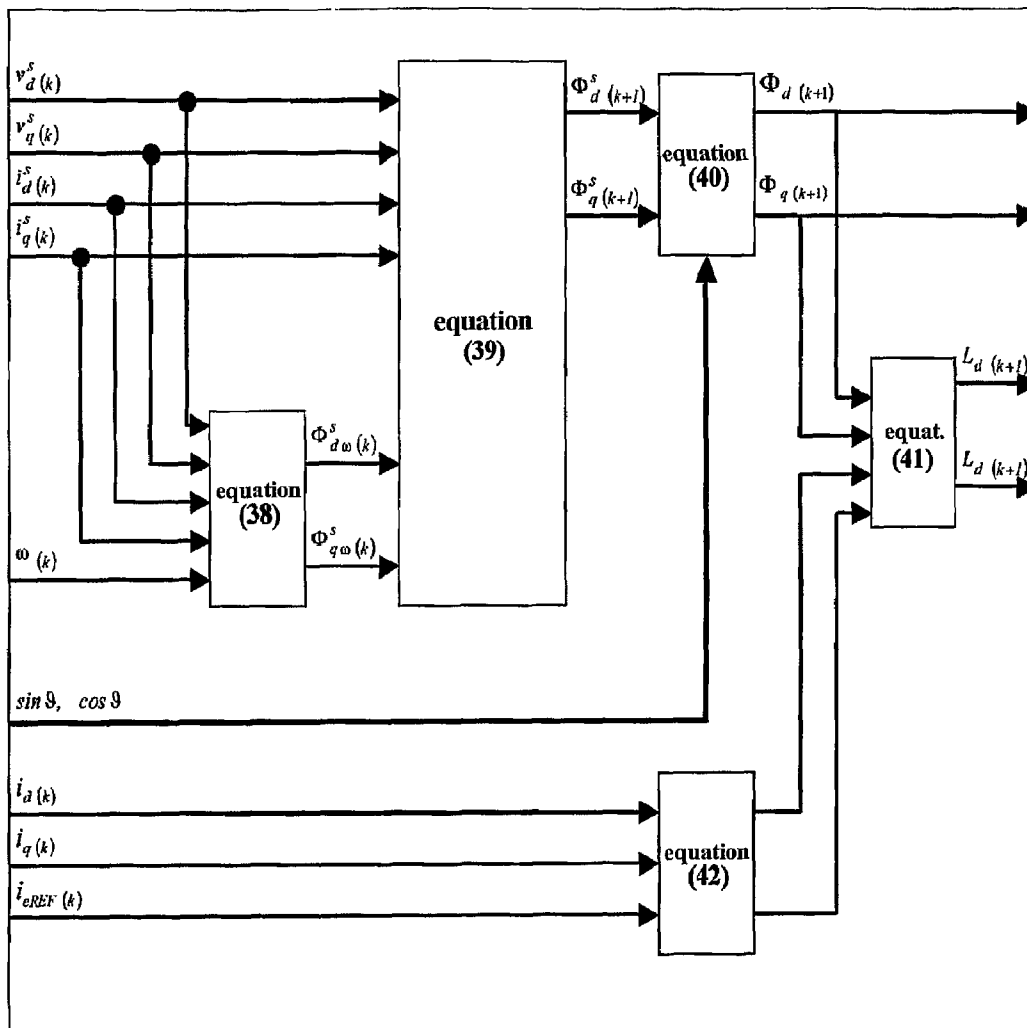 v^s_d(k)
v^s_q(k)
i^s_d(k)
i^s_q(k)
Φ^s_d (k+1)
Φ^s_q (k+1)
equation
(40)
Φ_d (k+1)
Φ_q (k+1)
equation
(39)
equation
(38)
Φ^s_dω(k)
Φ^s_qω(k)
ω(k)
equat.
(41)
L_d (k+1)
L_d (k+1)
sin ϑ, cos ϑ
i_d(k)
i_q(k)
i_eREF(k)
equation
(42)